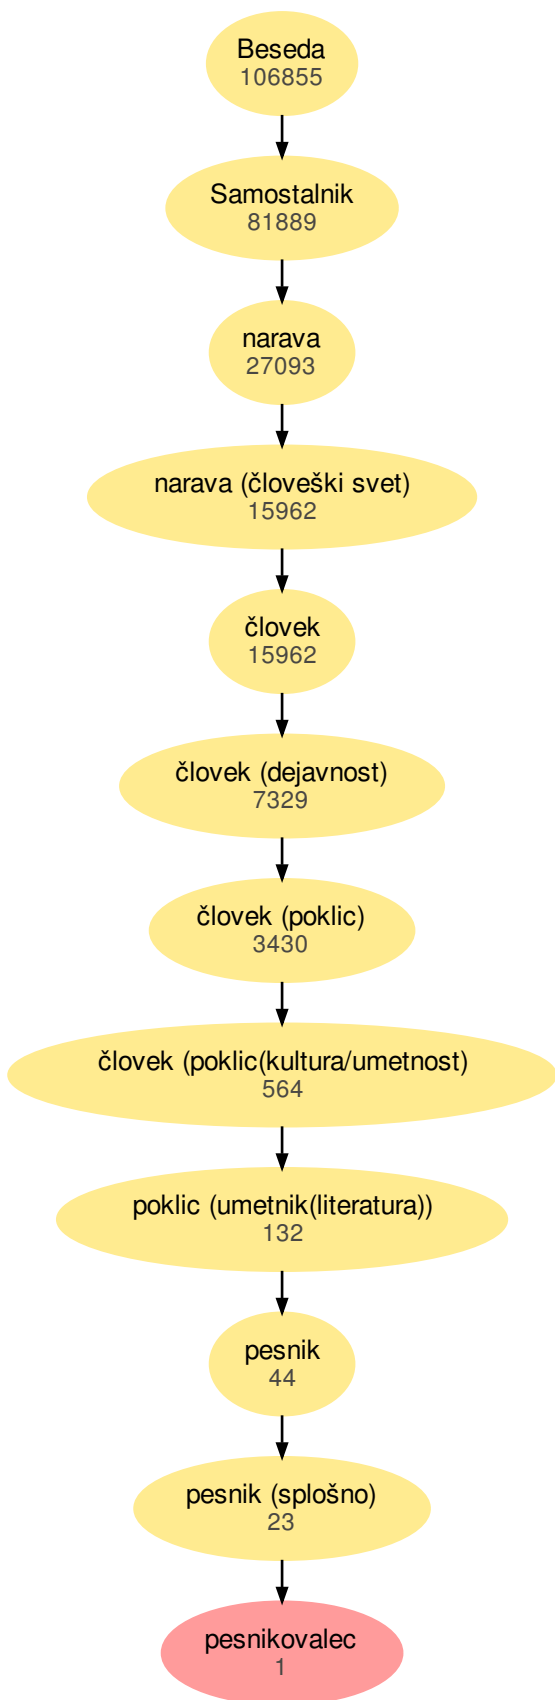 Beseda
106855
Samostalnik
81889
narava
27093
narava (človeški svet)
15962
človek
15962
človek (dejavnost)
7329
človek (poklic)
3430
človek (poklic(kultura/umetnost)
564
poklic (umetnik(literatura))
132
pesnik
44
pesnik (splošno)
23
pesnikovalec
1